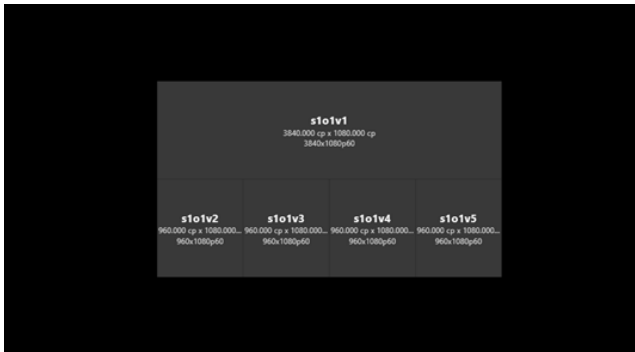 s1o1v1
3840.000 cp x 1080.000 cp
3840x1080p60
s1o1v2
960.000 cp x 1080.000...
960x1080p60
s1o1v3
960.000 cp x 1080.000...
960x1080p60
s1o1v4
960.000 cp x 1080.000...
960x1080p60
s1o1v5
960.000 cp x 1080.000...
960x1080p60